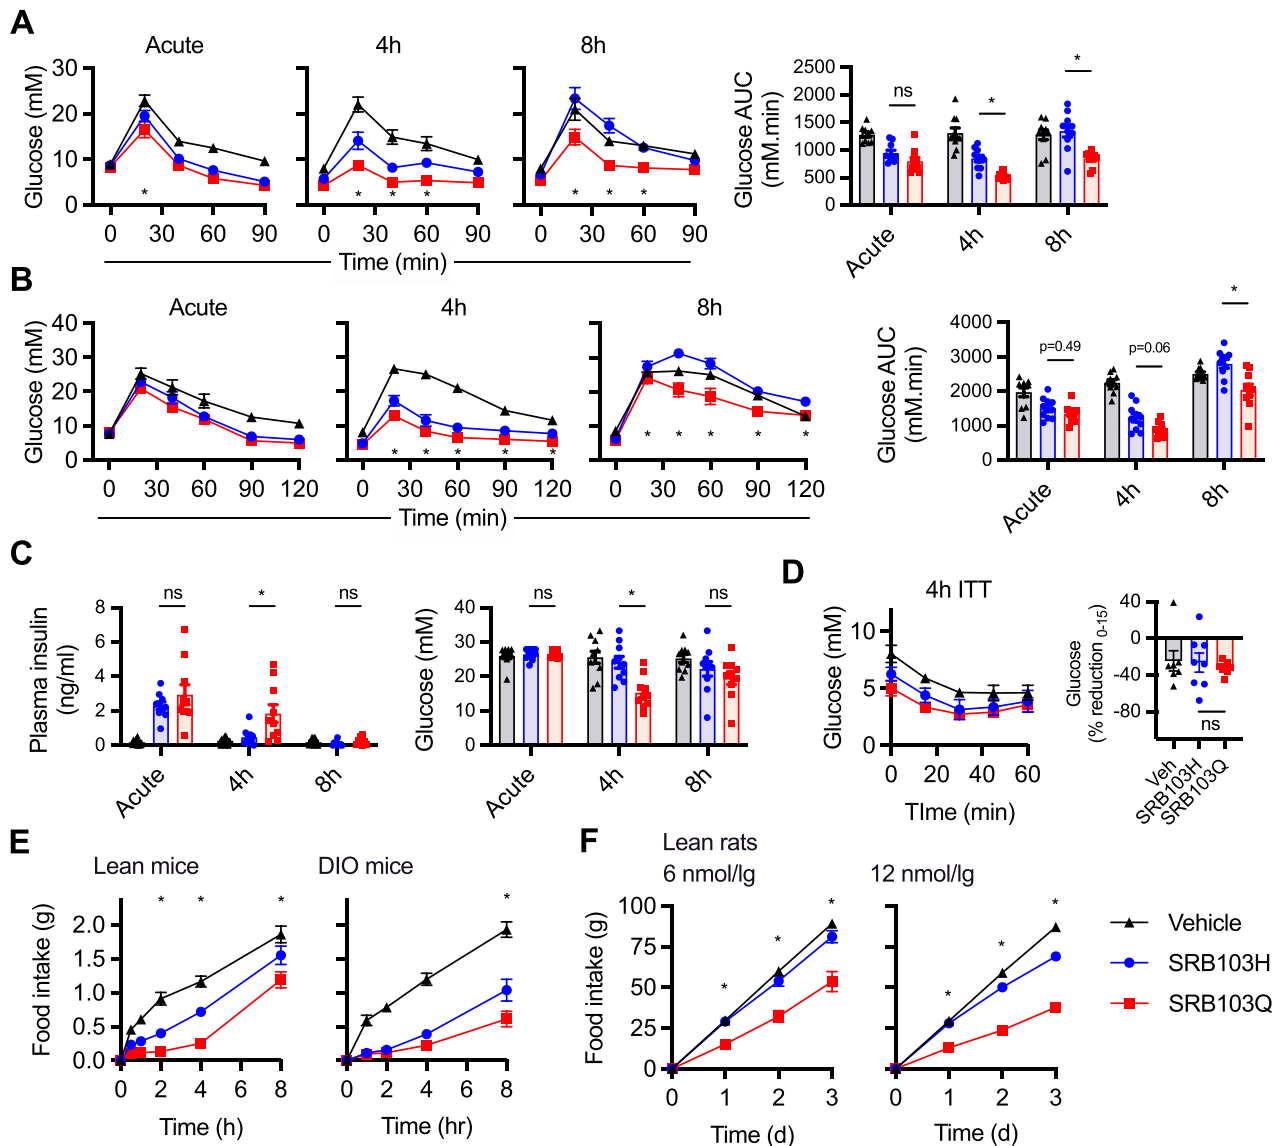 A
Acute
4h
8h
Glucose (mM)
30
20
10
0
0 30 60 90
0 30 60 90
0 30 60 90
* * * * * * *
Time (min)
Glucose AUC
(mM.min)
2500
2000
1500
1000
500
0
ns
*
*
Acute
4h
8h
B
Acute
4h
8h
Glucose (mM)
40
30
20
10
0
0 30 60 90 120
0 30 60 90 120
0 30 60 90 120
* * * * * * * * * *
Time (min)
Glucose AUC
(mM.min)
4000
3000
2000
1000
0
p=0.49
p=0.06
*
Acute
4h
8h
C
Plasma insulin
(ng/ml)
8
6
4
2
0
ns
*
ns
Acute
4h
8h
Glucose (mM)
40
30
20
10
0
ns
*
ns
Acute
4h
8h
D
4h ITT
Glucose (mM)
10
5
0
0 20 40 60
TIme (min)
Glucose
(% reduction 0-15)
40
0
-40
-80
ns
Veh
SRB103H
SRB103Q
E
Lean mice
Food intake (g)
2.0
1.5
1.0
0.5
0.0
* * *
0 2 4 6 8
Time (h)
DIO mice
*
0 2 4 6 8
Time (hr)
F
Lean rats
6 nmol/lg
Food intake (g)
100
75
50
25
0
* * *
0 1 2 3
Time (d)
12 nmol/lg
* * *
0 1 2 3
Time (d)
Vehicle
SRB103H
SRB103Q